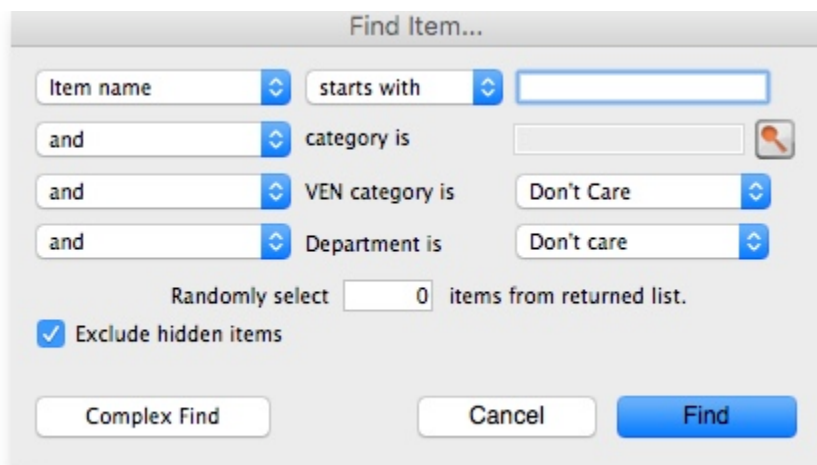 Find Item...
Item name starts with
and category is
and VEN category is Don't Care
and Department is Don't care
Randomly select 0 items from returned list.
Exclude hidden items
Complex Find Cancel Find